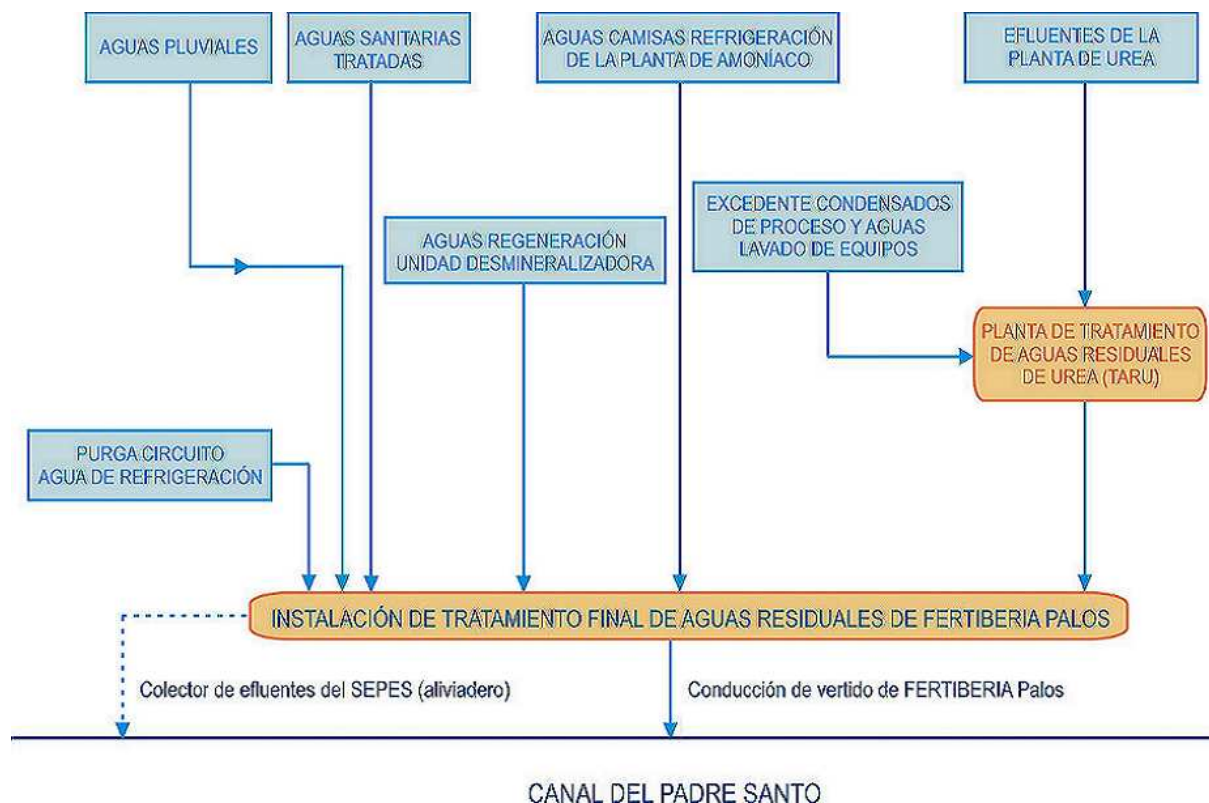 AGUAS PLUVIALES
AGUAS SANITARIAS
TRATADAS
AGUAS CAMISAS REFRIGERACIÓN
DE LA PLANTA DE AMONÍACO
EFLUENTES DE LA
PLANTA DE UREA
EXCEDENTE CONDENSADOS
DE PROCESO Y AGUAS
LAVADO DE EQUIPOS
AGUAS REGENERACIÓN
UNIDAD DESMINERALIZADORA
PLANTA DE TRATAMIENTO
DE AGUAS RESIDUALES
DE UREA (TARU)
PURGA CIRCUITO
AGUA DE REFRIGERACIÓN
INSTALACIÓN DE TRATAMIENTO FINAL DE AGUAS RESIDUALES DE FERTIBERIA PALOS
Colector de efluentes del SEPES (aliviadero)
Conducción de vertido de FERTIBERIA Palos
CANAL DEL PADRE SANTO